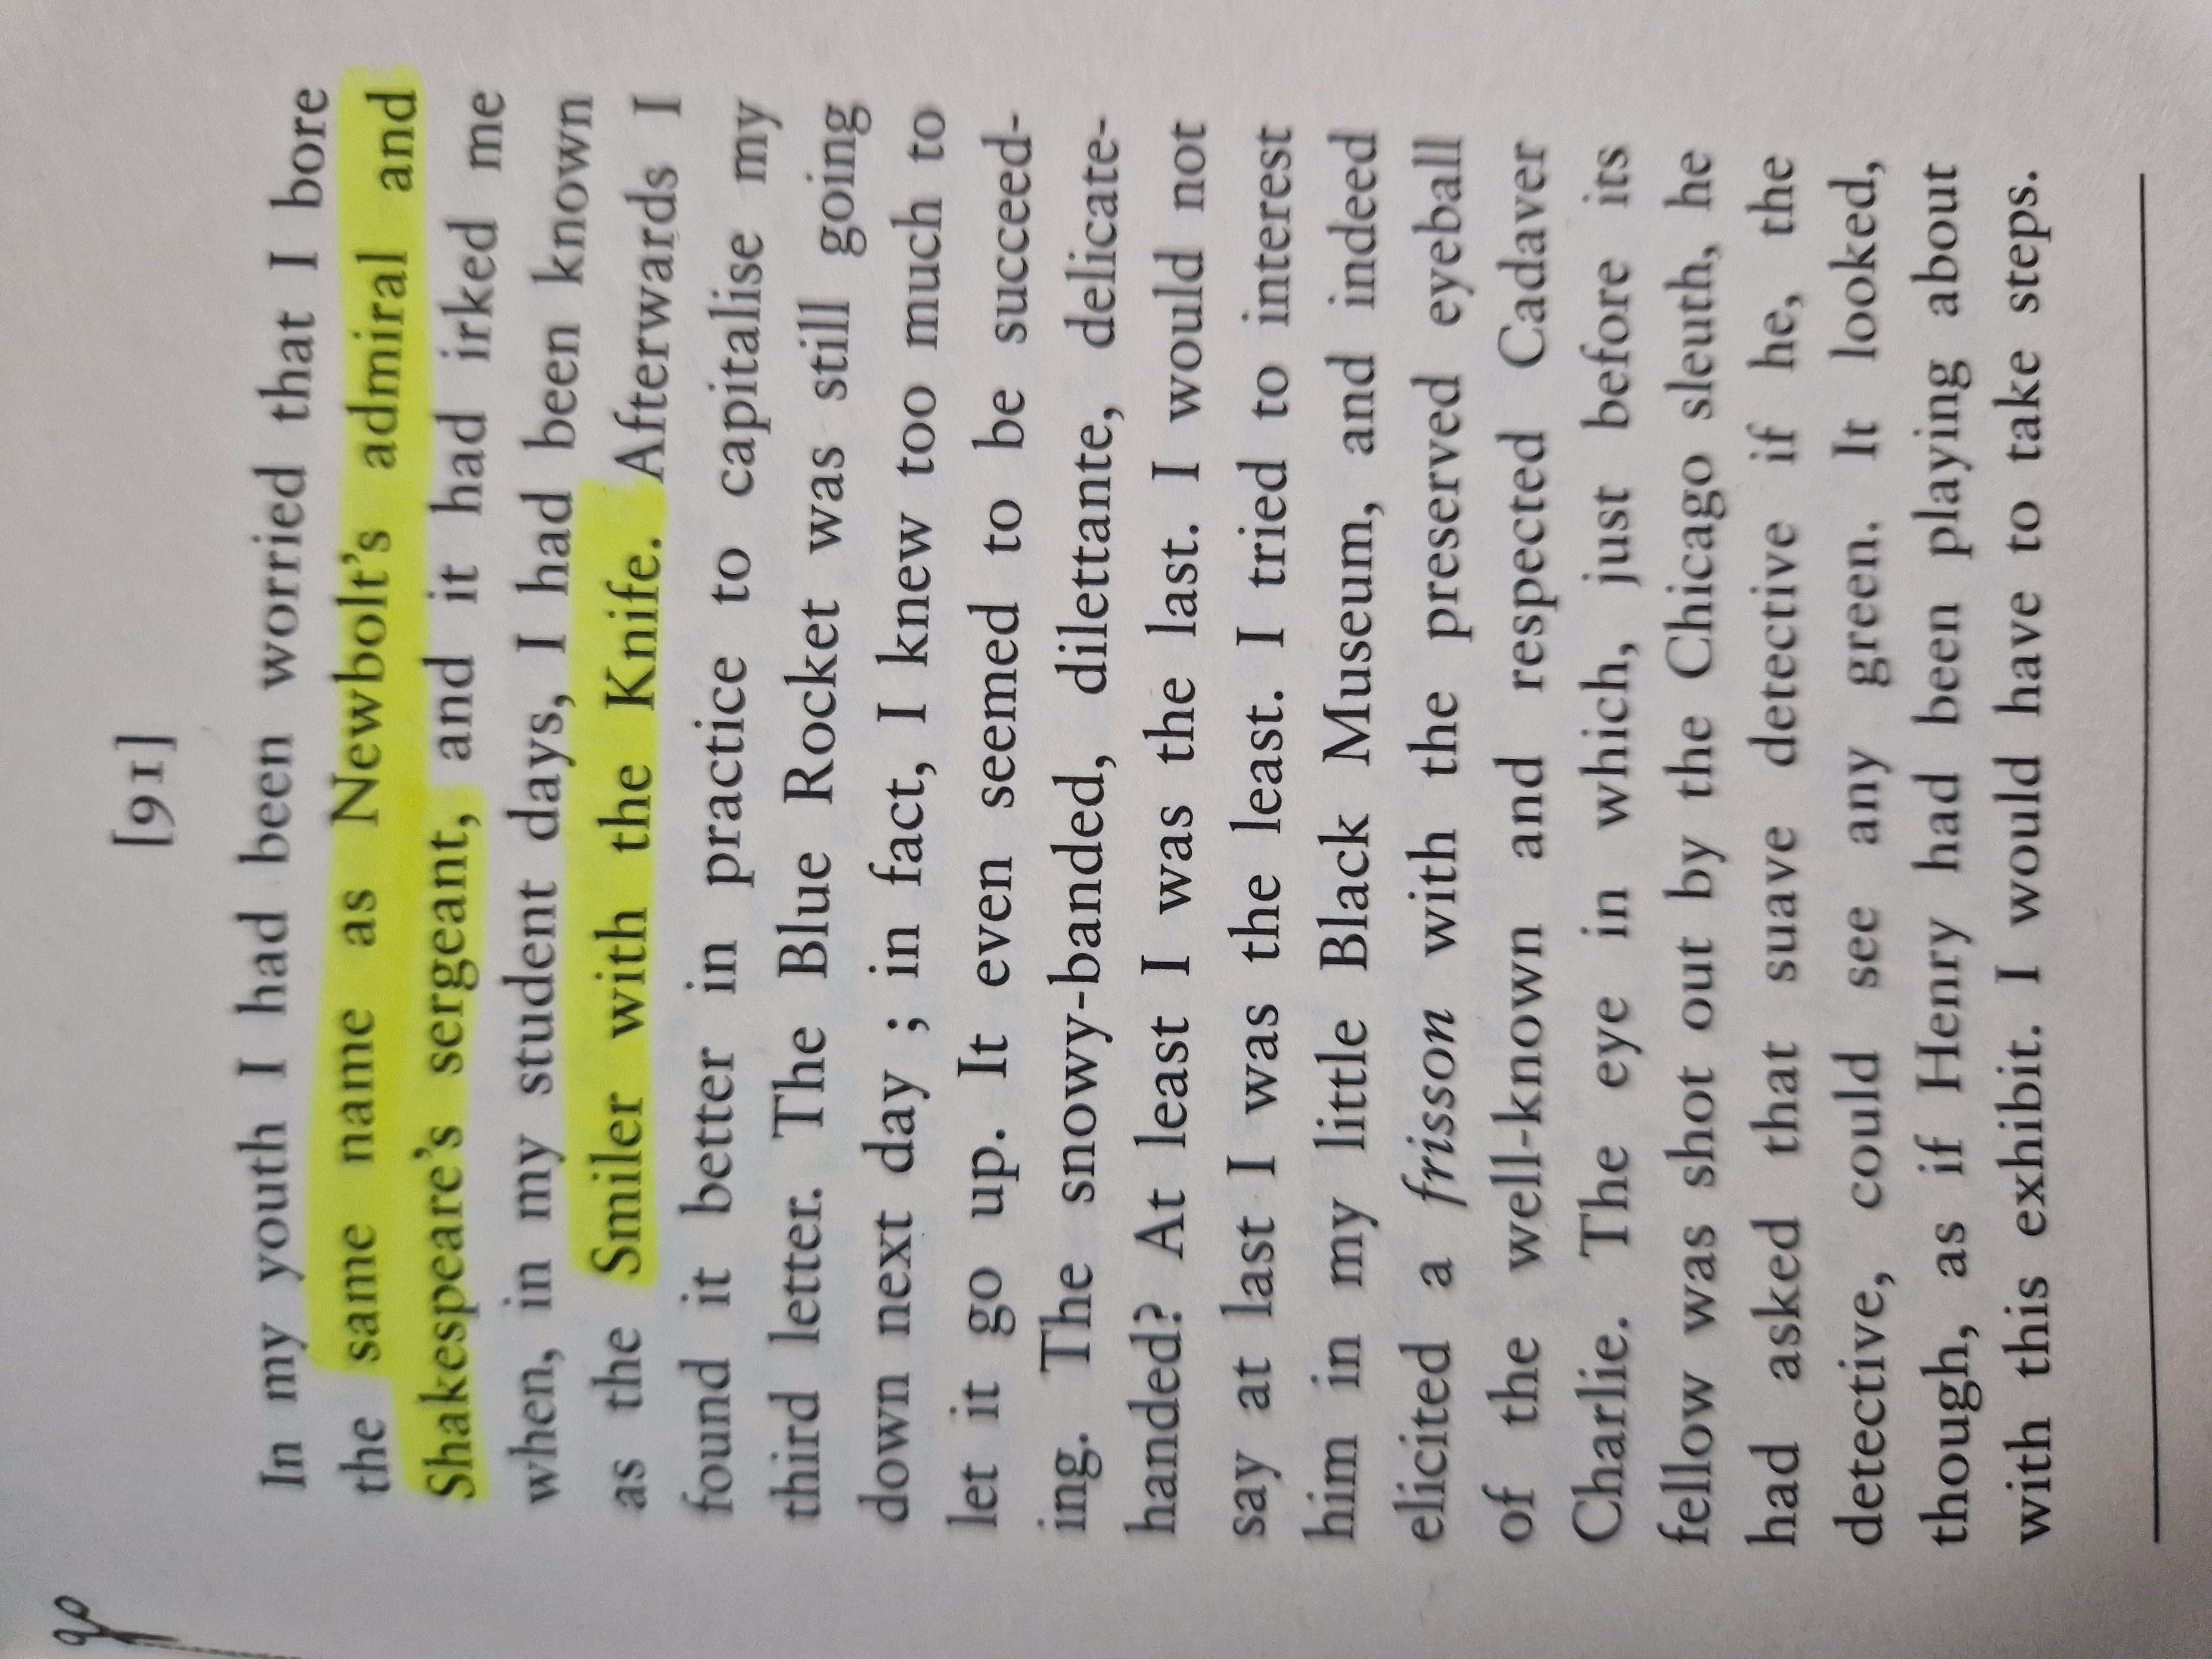 [91]
In my youth I had been worried that I bore
the same name as Newbolt's admiral and
Shakespeare's sergeant, and it had irked me
when, in my student days, I had been known
as the Smiler with the Knife. Afterwards I
found it better in practice to capitalise my
third letter. The Blue Rocket was still going
down next day ; in fact, I knew too much to
let it go up. It even seemed to be succeed-
ing. The snowy-banded, dilettante, delicate-
handed? At least I was the last. I would not
say at last I was the least. I tried to interest
him in my little Black Museum, and indeed
elicited a frisson with the preserved eyeball
of the well-known and respected Cadaver
Charlie. The eye in which, just before its
fellow was shot out by the Chicago sleuth, he
had asked that suave detective if he, the
detective, could see any green. It looked,
though, as if Henry had been playing about
with this exhibit. I would have to take steps.